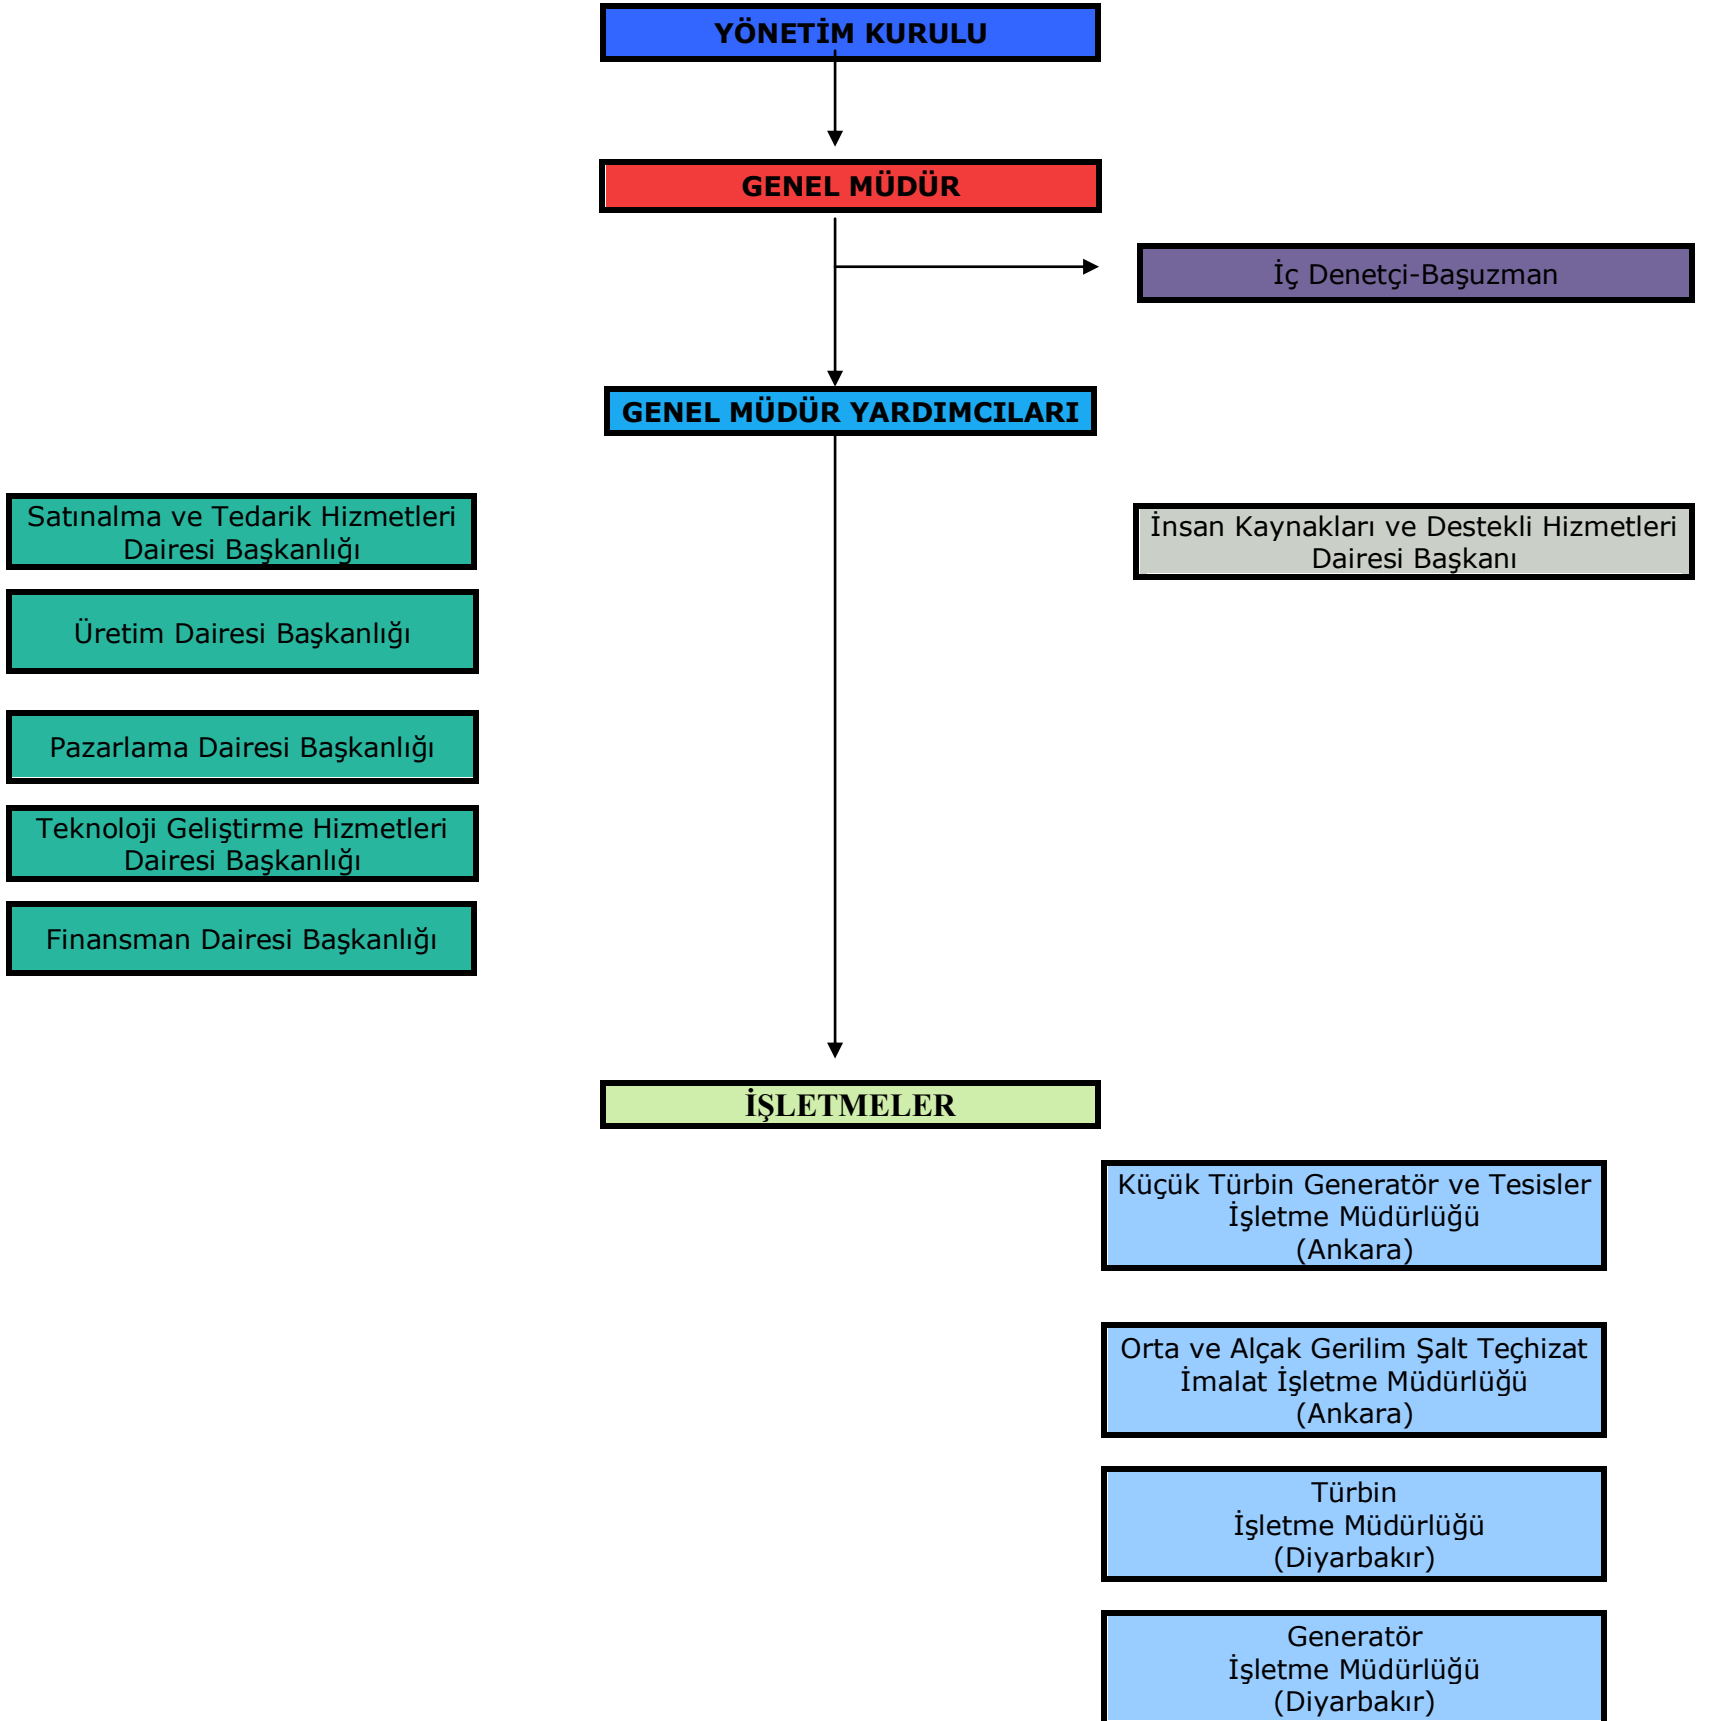 YÖNETİM KURULU
GENEL MÜDÜR
İç Denetçi-Başuzman
GENEL MÜDÜR YARDIMCILARI
Satınalma ve Tedarik Hizmetleri
Dairesi Başkanlığı
İnsan Kaynakları ve Destekli Hizmetleri
Dairesi Başkanı
Üretim Dairesi Başkanlığı
Pazarlama Dairesi Başkanlığı
Teknoloji Geliştirme Hizmetleri
Dairesi Başkanlığı
Finansman Dairesi Başkanlığı
İŞLETMELER
Küçük Türbin Generatör ve Tesisler
İşletme Müdürlüğü
(Ankara)
Orta ve Alçak Gerilim Şalt Teçhizat
İmalat İşletme Müdürlüğü
(Ankara)
Türbin
İşletme Müdürlüğü
(Diyarbakır)
Generatör
İşletme Müdürlüğü
(Diyarbakır)